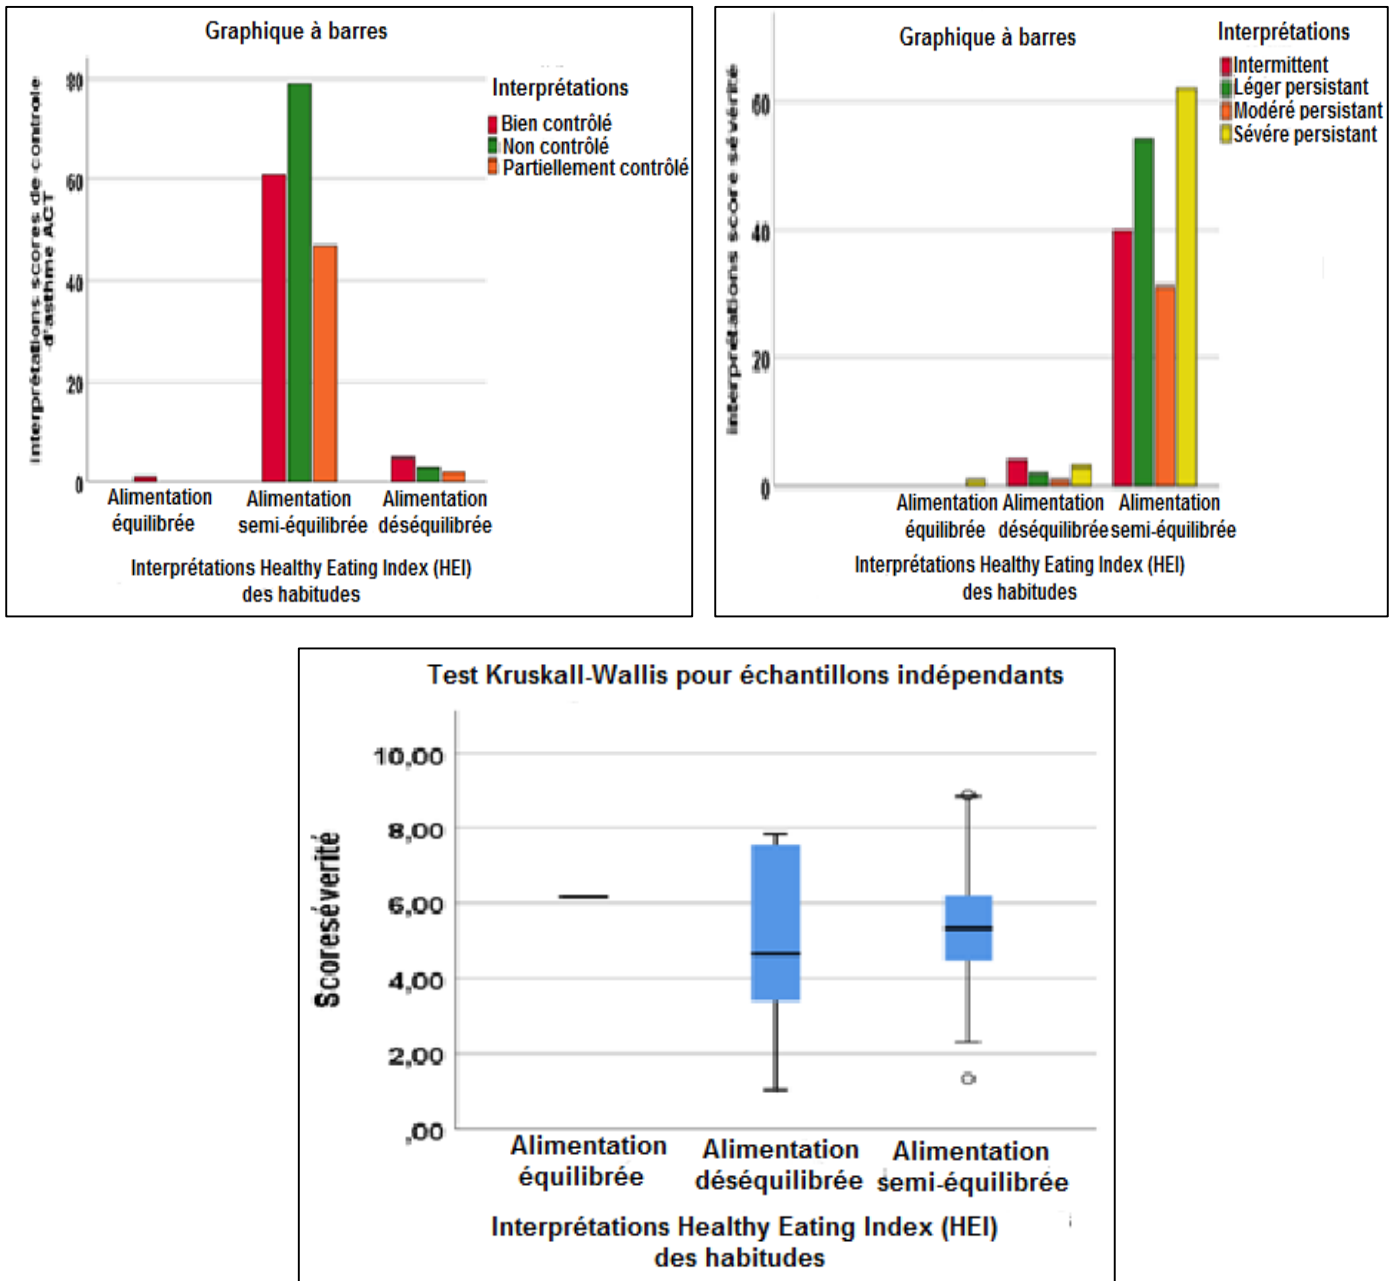 Graphique à barres
Interprétations scores de controle
d'asthme ACT
80
60
40
20
0
Interprétations
Bien contrôlé
Non contrôlé
Partiellement contrôlé
Alimentation
équilibrée
Alimentation
semi-équilibrée
Alimentation
déséquilibrée
Interprétations Healthy Eating Index (HEI)
des habitudes
Graphique à barres
interprétations score sévérité
60
40
20
0
Interprétations
Intermittent
Léger persistant
Modéré persistant
Sévére persistant
Alimentation
équilibrée
Alimentation
déséquilibrée
Alimentation
semi-équilibrée
Interprétations Healthy Eating Index (HEI)
des habitudes
Test Kruskall-Wallis pour échantillons indépendants
Scoreséverité
10,00
8,00
6,00
4,00
2,00
,00
Alimentation
équilibrée
Alimentation
déséquilibrée
Alimentation
semi-équilibrée
Interprétations Healthy Eating Index (HEI)
des habitudes